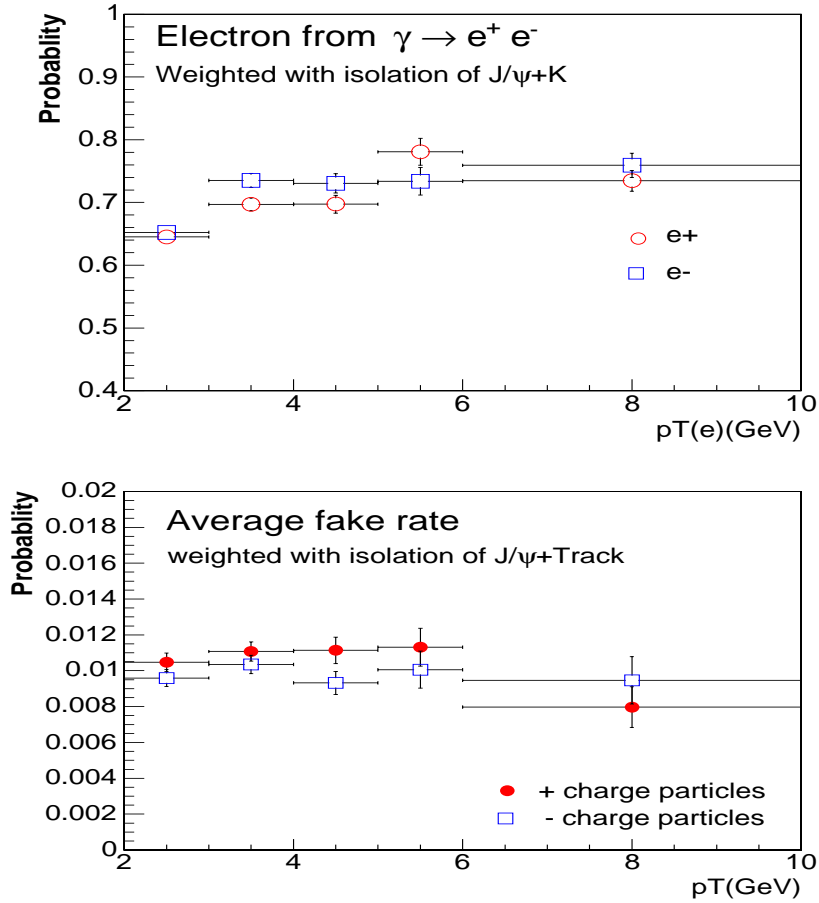 Probablity
1
0.9
0.8
0.7
0.6
0.5
0.4
Electron from γ → e⁺ e⁻
Weighted with isolation of J/ψ+K
e+
e-
2 4 6 8 10
pT(e)(GeV)
Probablity
0.02
0.018
0.016
0.014
0.012
0.01
0.008
0.006
0.004
0.002
0
Average fake rate
weighted with isolation of J/ψ+Track
+ charge particles
- charge particles
2 4 6 8 10
pT(GeV)